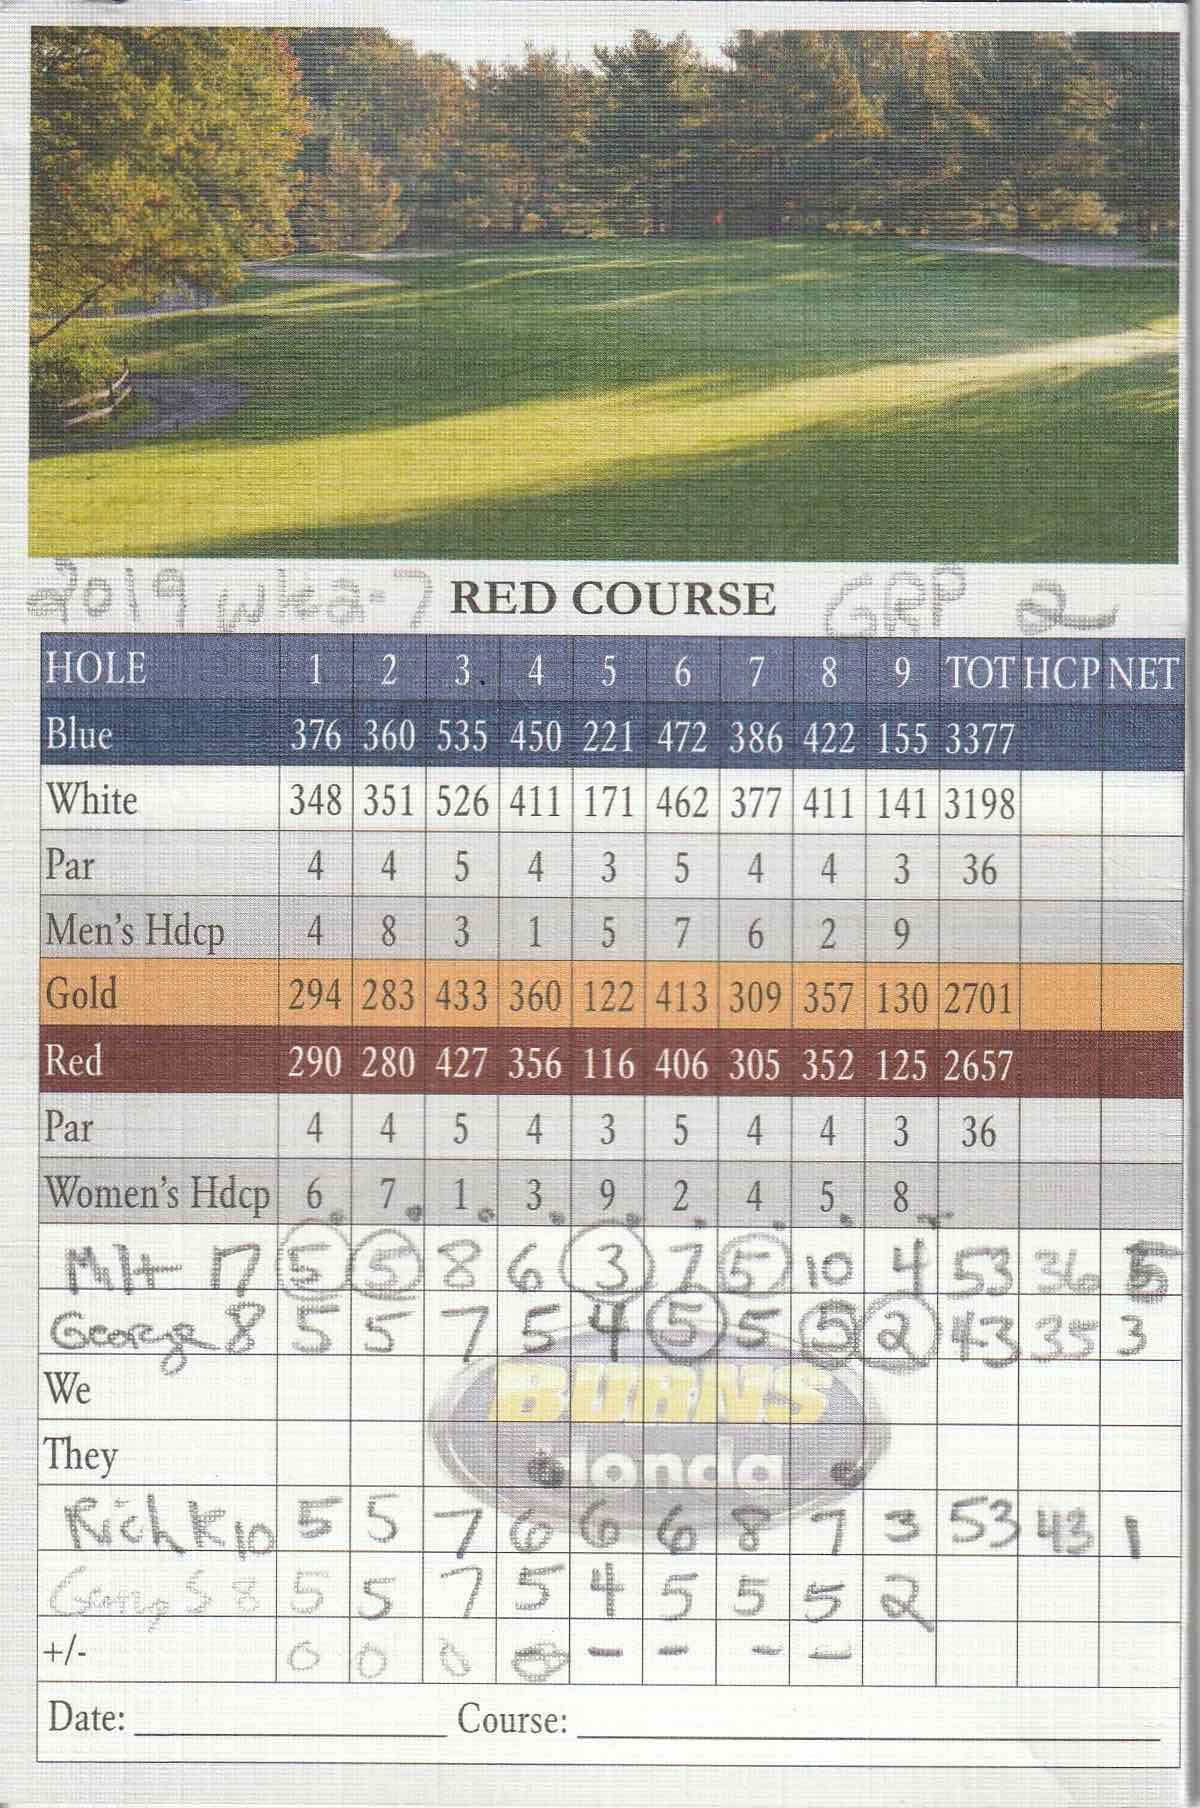 2019 wka-7 RED COURSE GRP 2
HOLE 1 2 3 4 5 6 7 8 9 TOT HCP NET
Blue 376 360 535 450 221 472 386 422 155 3377
White 348 351 526 411 171 462 377 411 141 3198
Par 4 4 5 4 3 5 4 4 3 36
Men's Hdcp 4 8 3 1 5 7 6 2 9
Gold 294 283 433 360 122 413 309 357 130 2701
Red 290 280 427 356 116 406 305 352 125 2657
Par 4 4 5 4 3 5 4 4 3 36
Women's Hdcp 6 7 1 3 9 2 4 5 8
Milt 17 5 5 8 6 3 7 5 10 4 53 36 5
George 8 5 5 7 5 4 5 5 5 2 43 35 3
We
BURNS
They
Honda
Rich K 10 5 5 7 6 6 6 8 7 3 53 43 1
8 5 5 7 5 4 5 5 5 2
+/- 0 0 0 - - - - -
Date: Course: